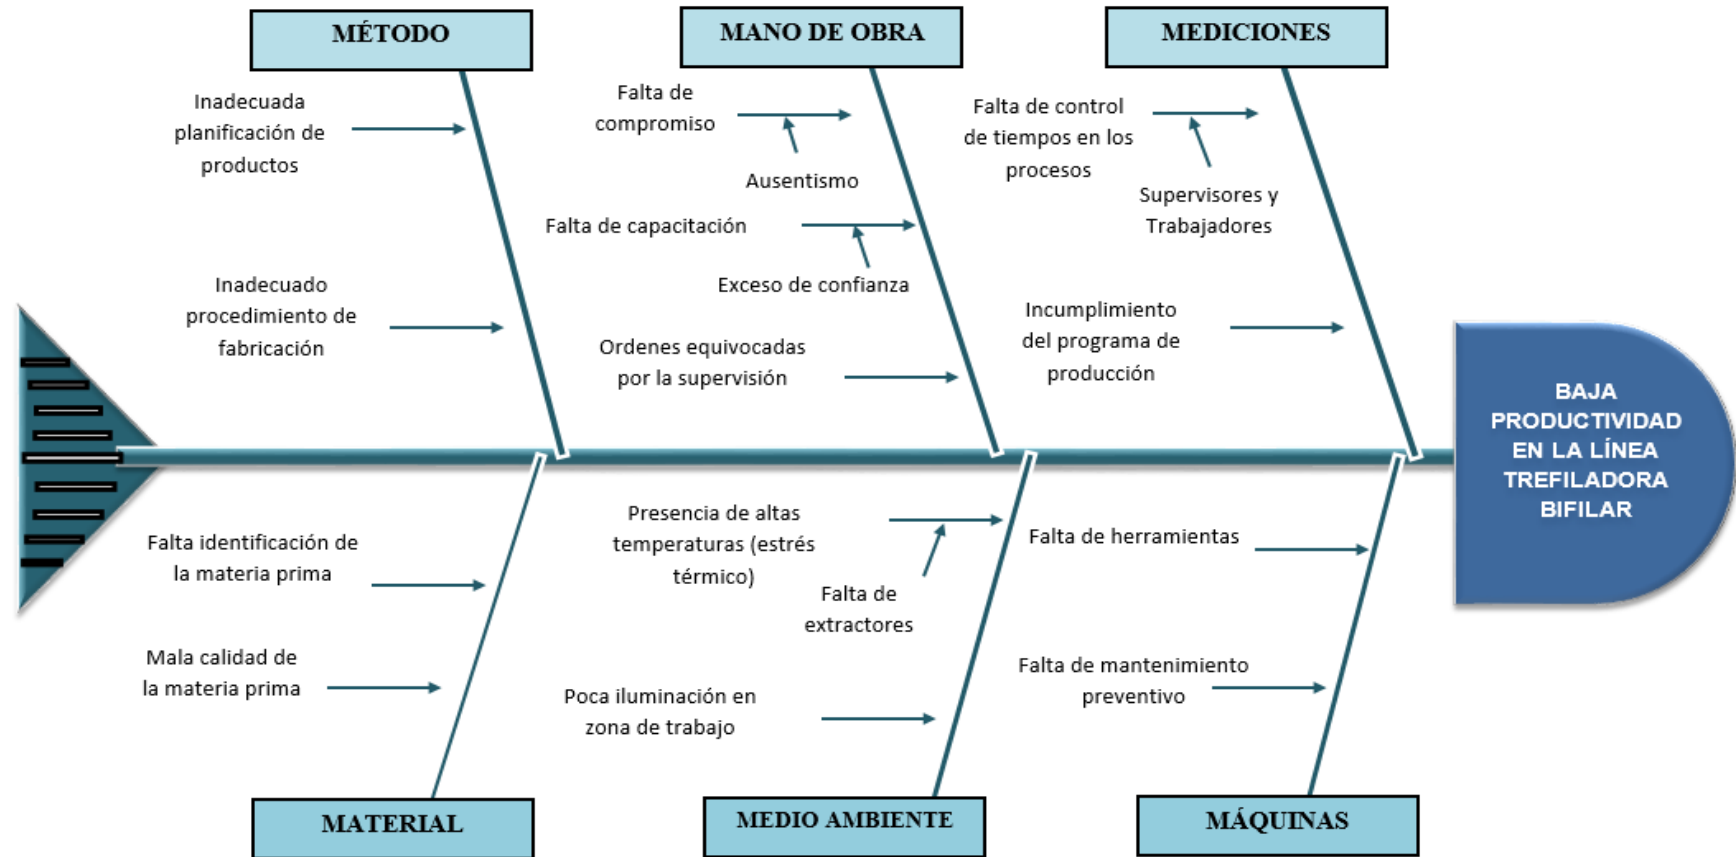 MÉTODO
Inadecuada
planificación de
productos
Inadecuado
procedimiento de
fabricación
MANO DE OBRA
Falta de
compromiso
Ausentismo
Falta de capacitación
Exceso de confianza
Ordenes equivocadas
por la supervisión
MEDICIONES
Falta de control
de tiempos en los
procesos
Supervisores y
Trabajadores
Incumplimiento
del programa de
producción
BAJA
PRODUCTIVIDAD
EN LA LÍNEA
TREFILADORA
BIFILAR
Falta identificación de
la materia prima
Mala calidad de
la materia prima
MATERIAL
Presencia de altas
temperaturas (estrés
térmico)
Falta de
extractores
Poca iluminación en
zona de trabajo
MEDIO AMBIENTE
Falta de herramientas
Falta de mantenimiento
preventivo
MÁQUINAS